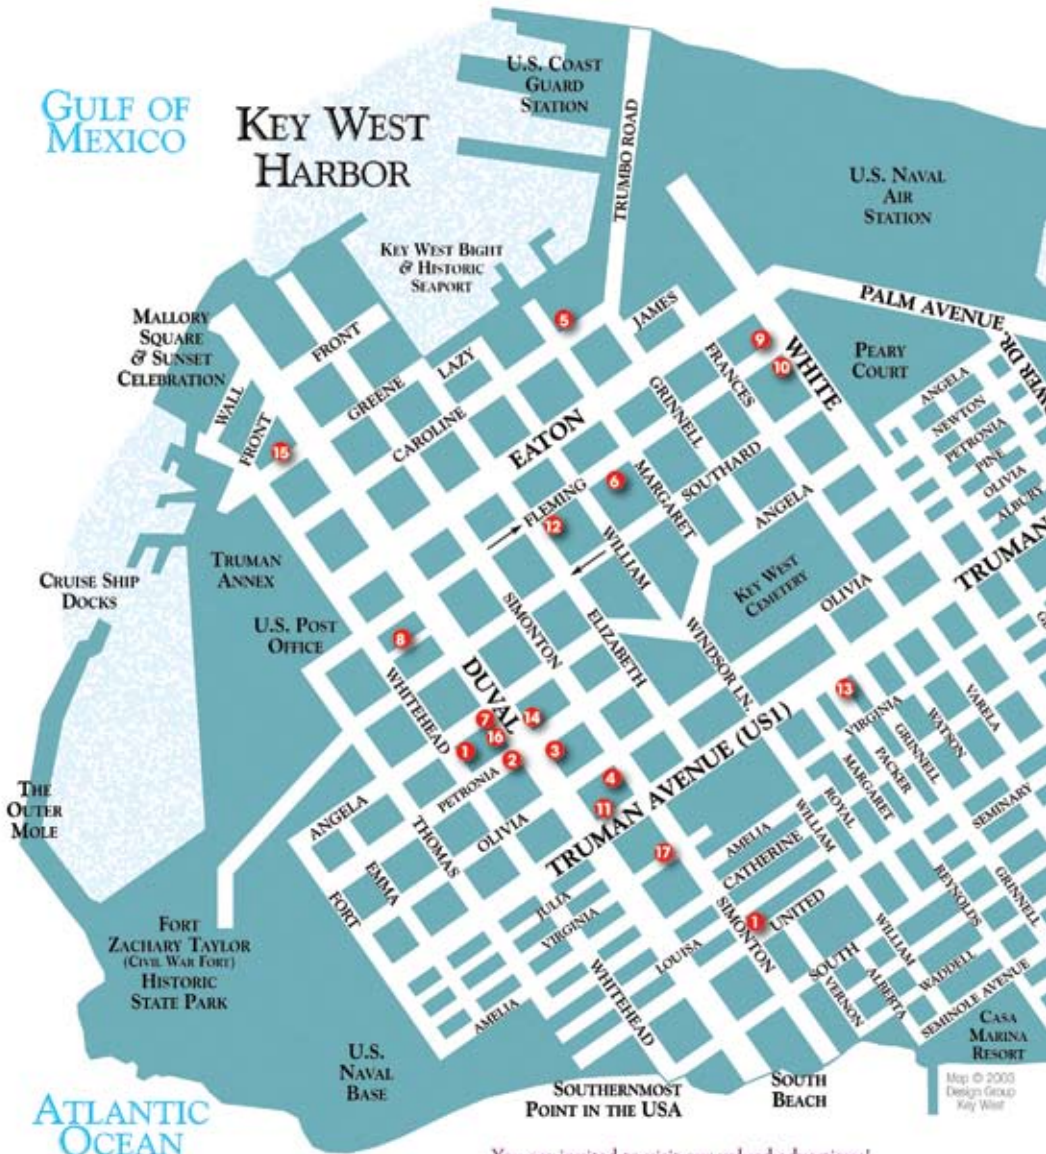 GULF OF
MEXICO
KEY WEST
HARBOR
U.S. COAST
GUARD
STATION
TRUMBO ROAD
U.S. NAVAL
AIR
STATION
KEY WEST BIGHT
& HISTORIC
SEAPORT
MALLORY
SQUARE
& SUNSET
CELEBRATION
WALL
FRONT
FRONT
GREENE
LAZY
CAROLINE
JAMES
EATON
PALM AVENUE
WHITE
PEARY
COURT
FRANCES
GRINNELL
MARGARET
SOUTHARD
ANGELA
FLEMING
WILLIAM
ANGELA
NEWTON
PETRONIA
PINE
OLIVIA
ALBURY
TRUMAN
5
9
10
15
6
12
CRUISE SHIP
DOCKS
TRUMAN
ANNEX
U.S. POST
OFFICE
KEY WEST
CEMETERY
OLIVIA
SIMONTON
ELIZABETH
WINDSOR LN.
8
WHITEHEAD
DUVAL
7
14
16
1
2
3
4
11
13
17
1
THE
OUTER
MOLE
ANGELA
PETRONIA
THOMAS
OLIVIA
EMMA
FORT
TRUMAN AVENUE (US1)
VIRGINIA
GRINNELL
WATSON
VARELA
PACKER
MARGARET
ROYAL
WILLIAM
SEMINARY
AMELIA
CATHERINE
JULIA
VIRGINIA
UNITED
SIMONTON
LOUISA
REYNOLDS
GRINNELL
WHITEHEAD
AMELIA
SOUTH
VERNON
WILLIAM
ALBERTA
WADDELL
SEMINOLE AVENUE
FORT
ZACHARY TAYLOR
(CIVIL WAR FORT)
HISTORIC
STATE PARK
U.S.
NAVAL
BASE
CASA
MARINA
RESORT
SOUTHERNMOST
POINT IN THE USA
SOUTH
BEACH
Map © 2003
Design Group
Key West
ATLANTIC
OCEAN